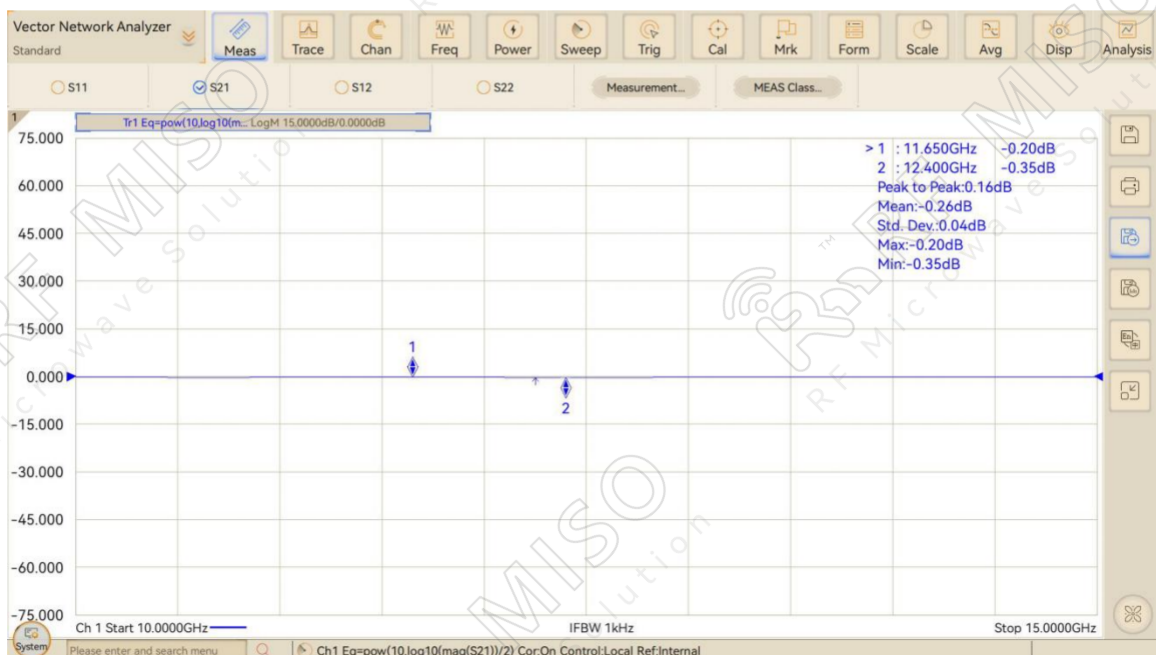 Vector Network Analyzer
Standard
Meas
Trace
Chan
Freq
Power
Sweep
Trig
Cal
Mrk
Form
Scale
Avg
Disp
Analysis
S11
S21
S12
S22
Measurement...
MEAS Class...
1
Tr1 Eq=pow(10,log10(m... LogM 15.0000dB/0.0000dB
75.000
60.000
45.000
30.000
15.000
0.000
-15.000
-30.000
-45.000
-60.000
-75.000
> 1 : 11.650GHz -0.20dB
2 : 12.400GHz -0.35dB
Peak to Peak:0.16dB
Mean:-0.26dB
Std. Dev.:0.04dB
Max:-0.20dB
Min:-0.35dB
1
2
Ch 1 Start 10.0000GHz
IFBW 1kHz
Stop 15.0000GHz
System
Please enter and search menu
Ch1 Eq=pow(10,log10(mag(S21))/2) Cor:On Control:Local Ref:Internal
RF MISO
RF Microwave Solution